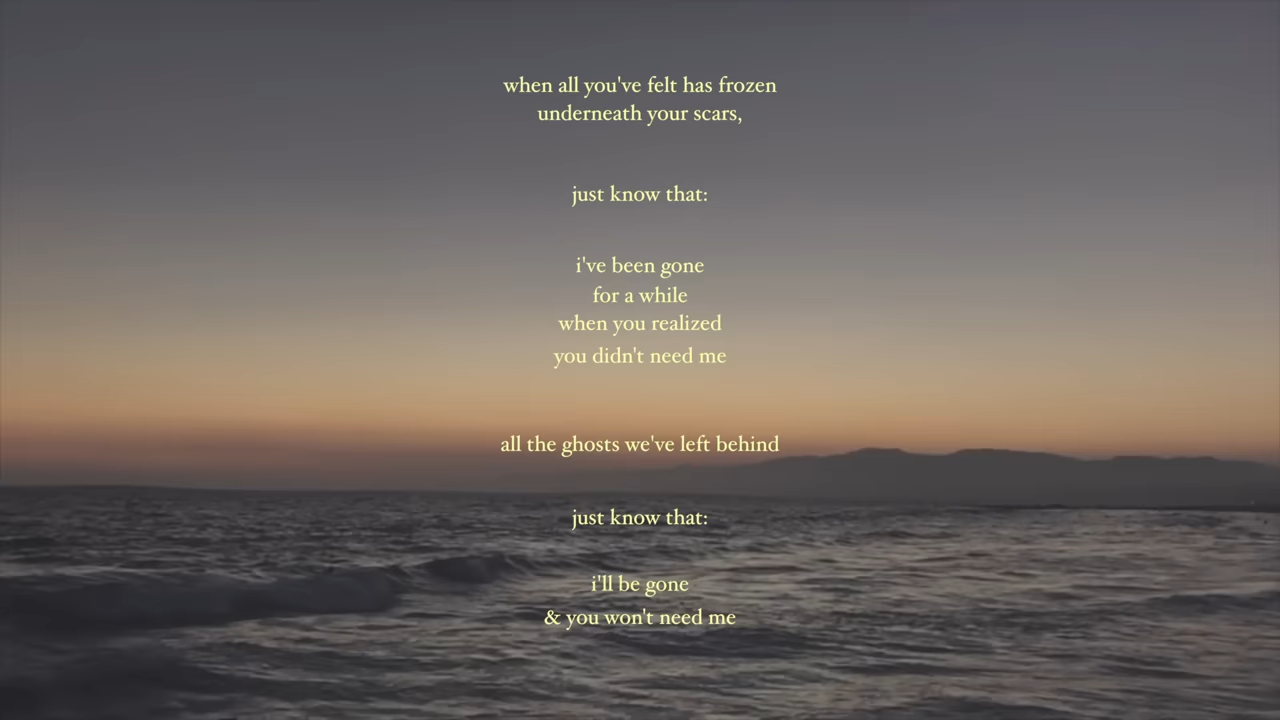 when all you've felt has frozen
underneath your scars,
just know that:
i've been gone
for a while
when you realized
you didn't need me
all the ghosts we've left behind
just know that:
i'll be gone
& you won't need me